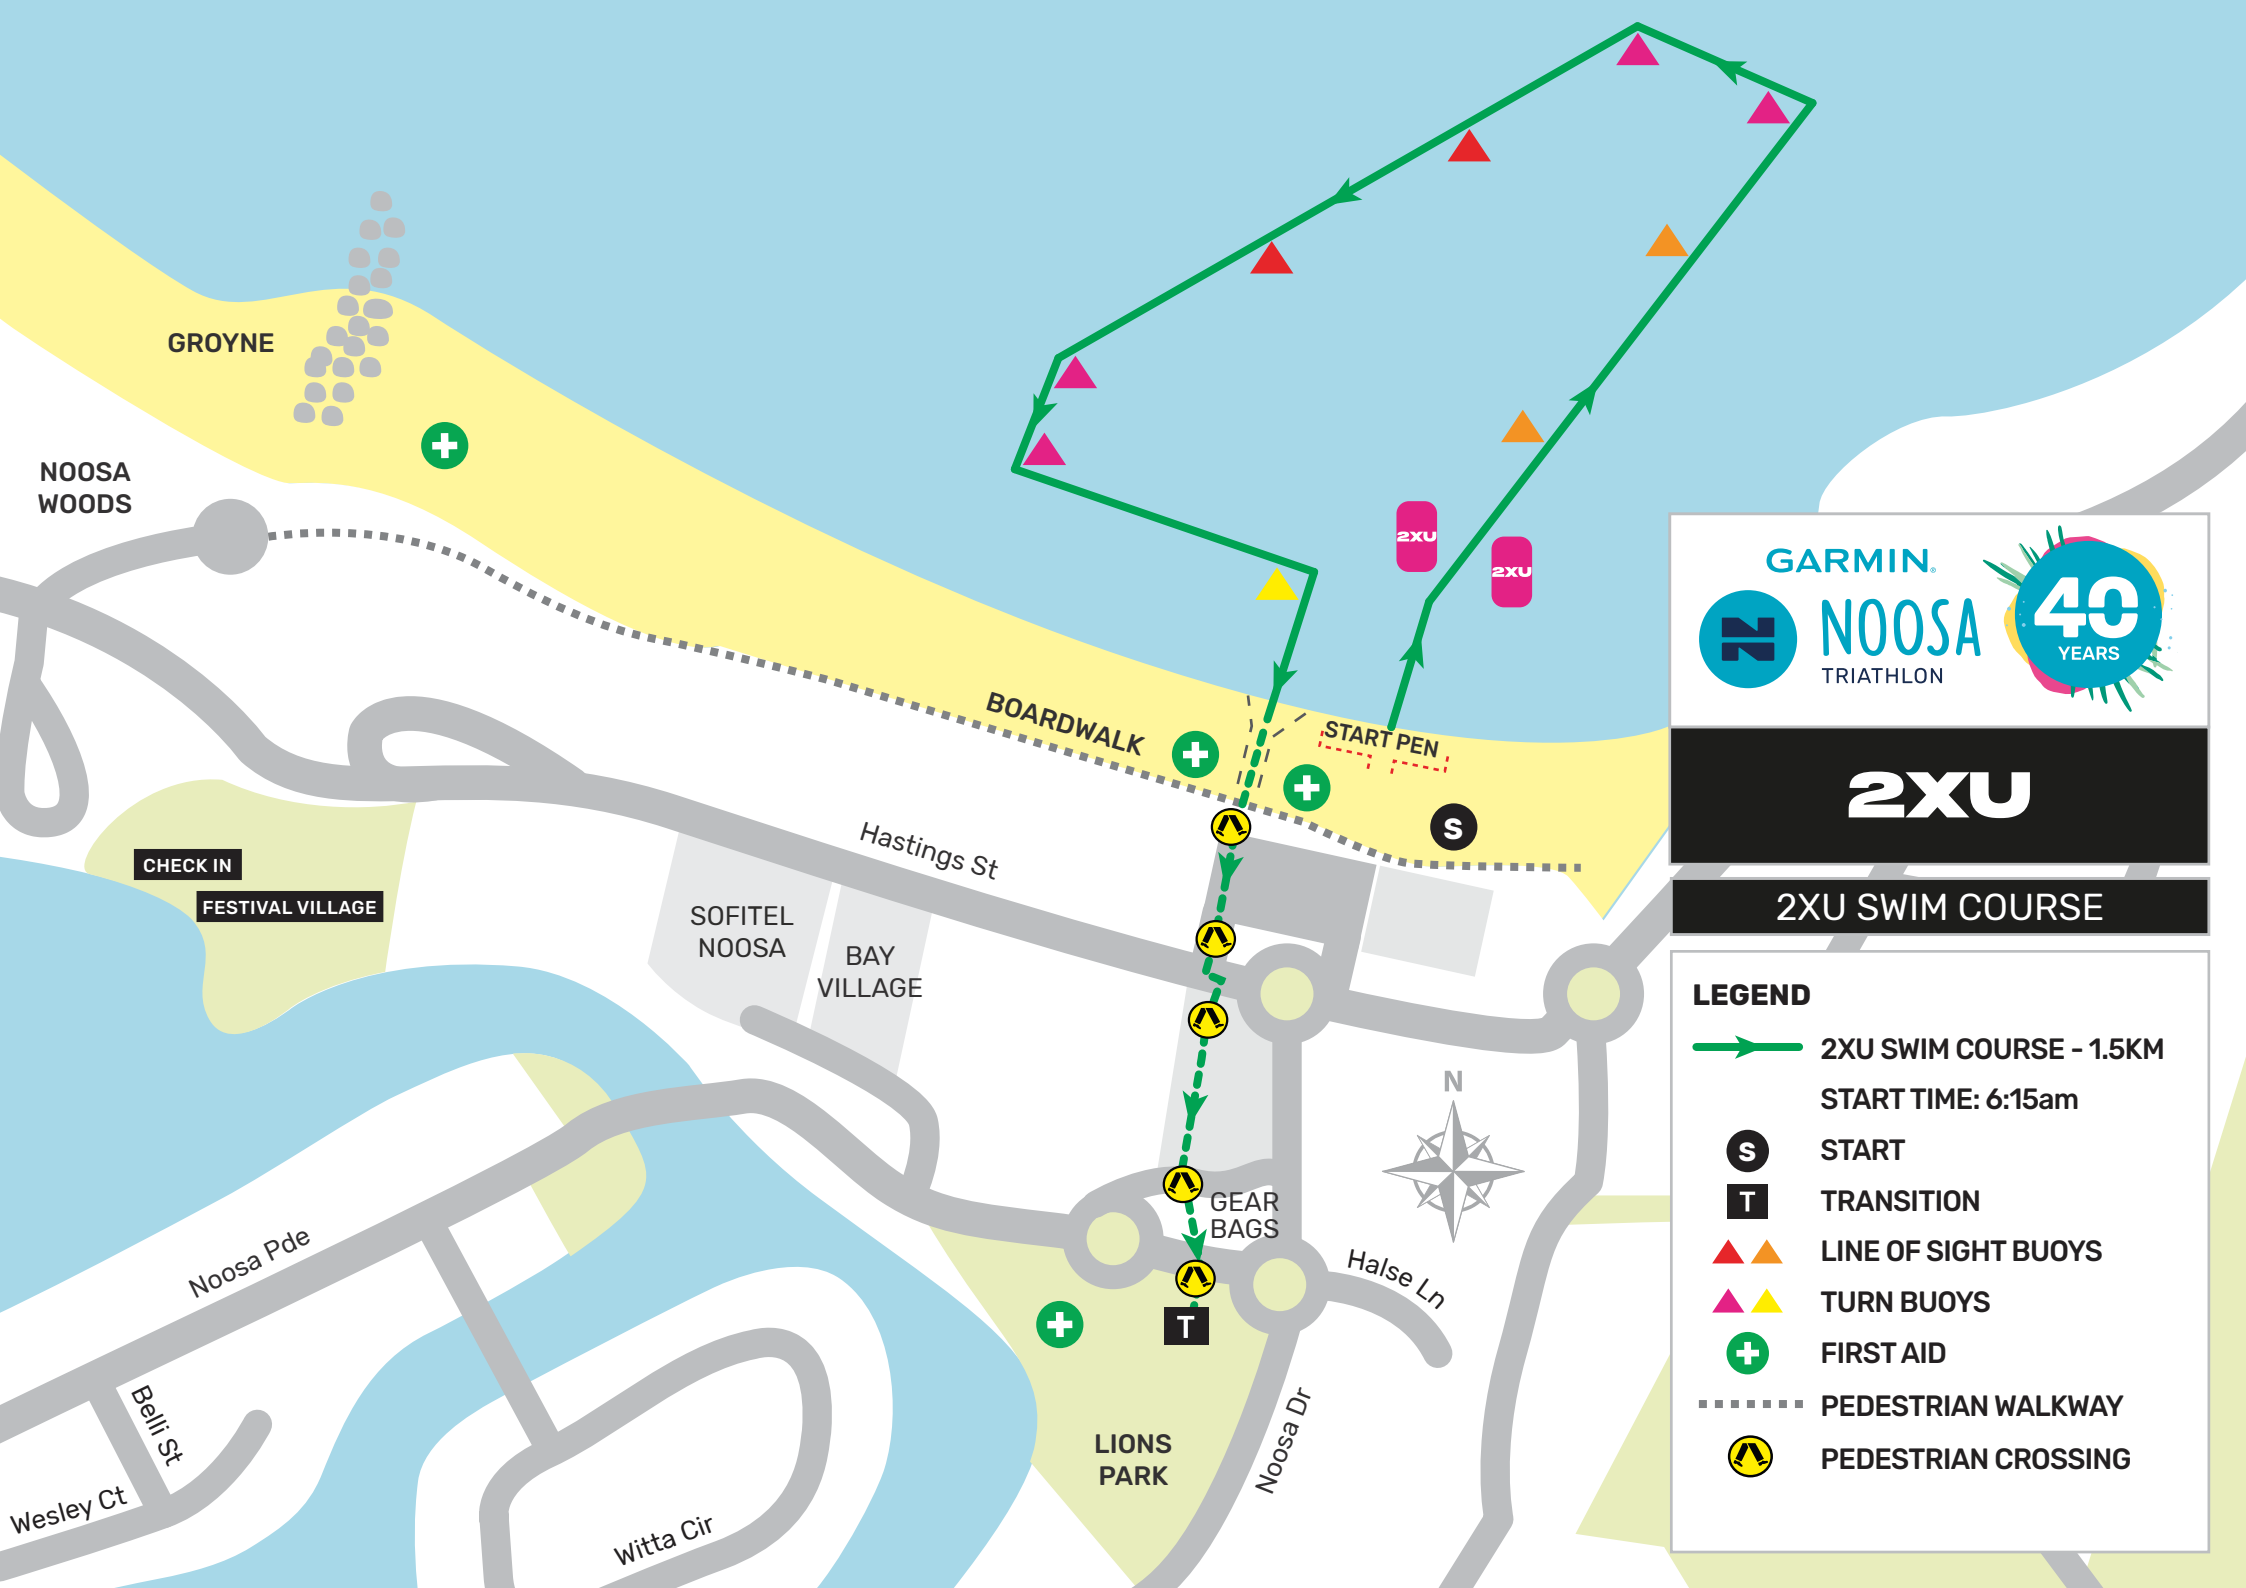 GROYNE
NOOSA
WOODS
2XU
2XU
GARMIN
NOOSA
TRIATHLON
40
YEARS
BOARDWALK
START PEN
S
2XU
2XU SWIM COURSE
CHECK IN
FESTIVAL VILLAGE
Hastings St
SOFITEL
NOOSA
BAY
VILLAGE
N
GEAR
BAGS
Noosa Pde
Halse Ln
T
LIONS
PARK
Noosa Dr
Belli St
Wesley Ct
Witta Cir
LEGEND
2XU SWIM COURSE - 1.5KM
START TIME: 6:15am
S START
T TRANSITION
LINE OF SIGHT BUOYS
TURN BUOYS
FIRST AID
PEDESTRIAN WALKWAY
PEDESTRIAN CROSSING